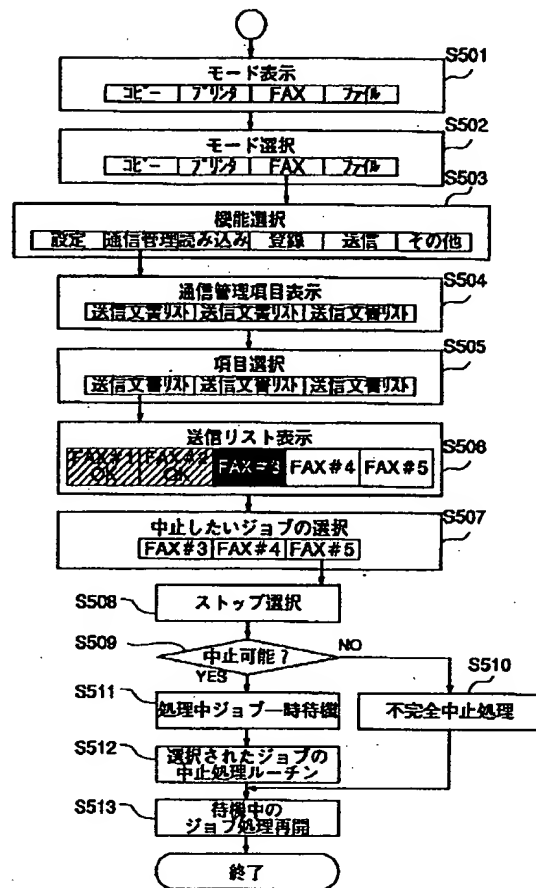 S501
モード表示
コピー プリンタ FAX ファイル
S502
モード選択
コピー プリンタ FAX ファイル
S503
機能選択
設定 通信管理 読み込み 登録 送信 その他
S504
通信管理項目表示
送信文書リスト 送信文書リスト 送信文書リスト
S505
項目選択
送信文書リスト 送信文書リスト 送信文書リスト
S506
送信リスト表示
FAX#1 FAX#2 FAX#3 FAX#4 FAX#5
OK OK
S507
中止したいジョブの選択
FAX#3 FAX#4 FAX#5
S508
ストップ選択
S509
中止可能?
NO
YES
S510
不完全中止処理
S511
処理中ジョブ一時待機
S512
選択されたジョブの
中止処理ルーチン
S513
待機中の
ジョブ処理再開
終了